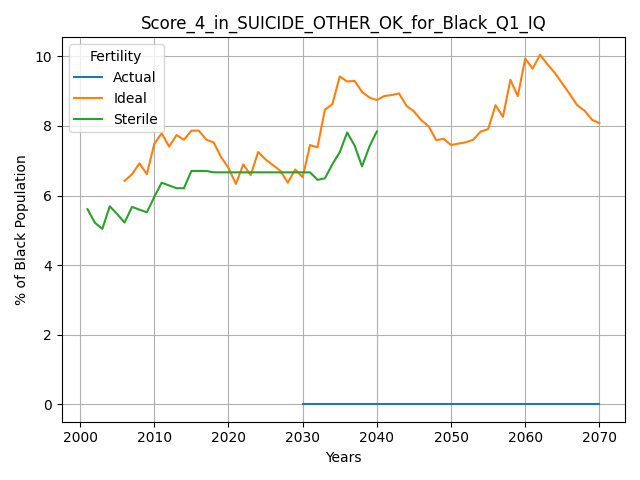 Score_4_in_SUICIDE_OTHER_OK_for_Black_Q1_IQ
Fertility
Actual
Ideal
Sterile
% of Black Population
10
8
6
4
2
0
2000 2010 2020 2030 2040 2050 2060 2070
Years